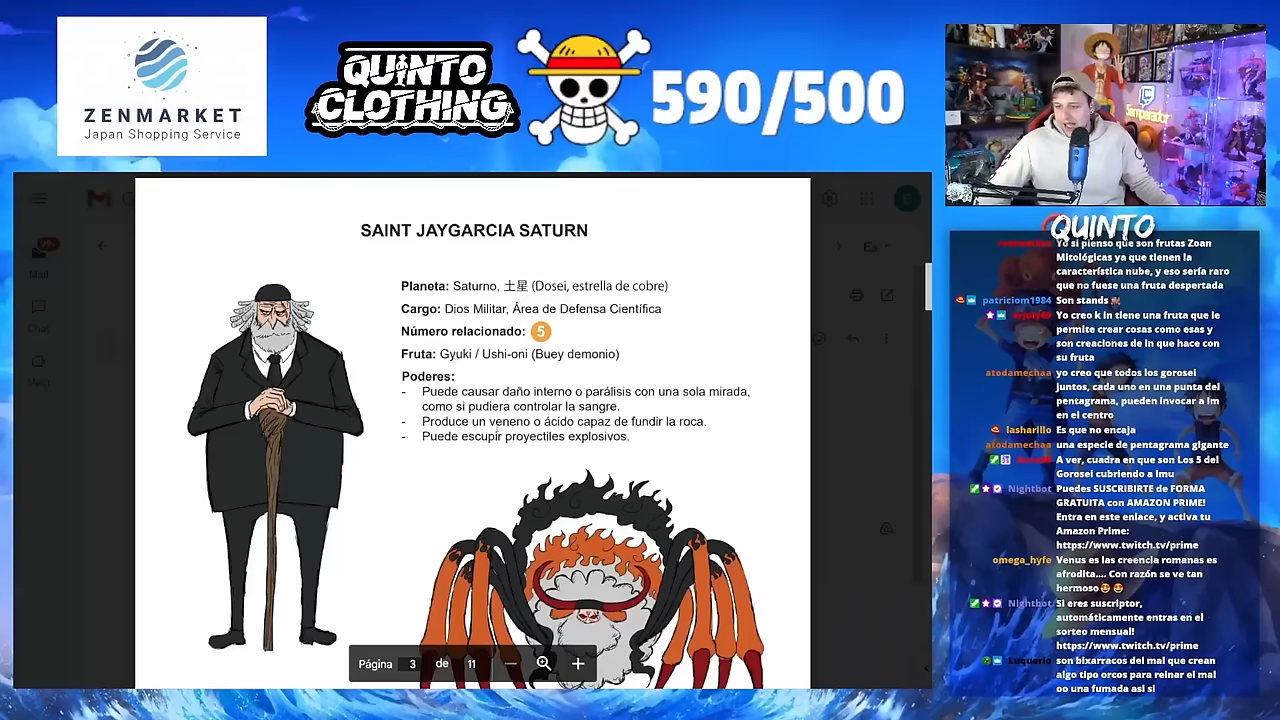 ZENMARKET
Japan Shopping Service
QUINTO
CLOTHING
590/500
Semperador
SAINT JAYGARCIA SATURN
Planeta: Saturno, 土星 (Dosei, estrella de cobre)
Cargo: Dios Militar, Área de Defensa Científica
Número relacionado: 5
Fruta: Gyuki / Ushi-oni (Buey demonio)
Poderes:
- Puede causar daño interno o parálisis con una sola mirada,
como si pudiera controlar la sangre.
- Produce un veneno o ácido capaz de fundir la roca.
- Puede escupir proyectiles explosivos.
Página 3 de 11
Mail
Chat
Meet
QUINTO
Yo si pienso que son frutas Zoan
Mitológicas ya que tienen la
característica nube, y eso sería raro
que no fuese una fruta despertada
patriciom1984 Son stands
Yo creo k in tiene una fruta que le
permite crear cosas como esas y
son creaciones de in que hace con
su fruta
atodamechaa yo creo que todos los gorosei
juntos, cada uno en una punta del
pentagrama, pueden invocar a Im
en el centro
lasharillo Es que no encaja
atodamechaa una especie de pentagrama gigante
A ver, cuadra en que son Los 5 del
Gorosei cubriendo a Imu
Nightbot Puedes SUSCRIBIRTE de FORMA
GRATUITA con AMAZON PRIME!
Entra en este enlace, y activa tu
Amazon Prime:
https://www.twitch.tv/prime
omega_hyfe Venus es las creencia romanas es
afrodita.... Con razón se ve tan
hermoso
Nightbot Si eres suscriptor,
automáticamente entras en el
sorteo mensual!
https://www.twitch.tv/prime
Luquerio son bixarracos del mal que crean
algo tipo orcos para reinar el mal
oo una fumada asi si